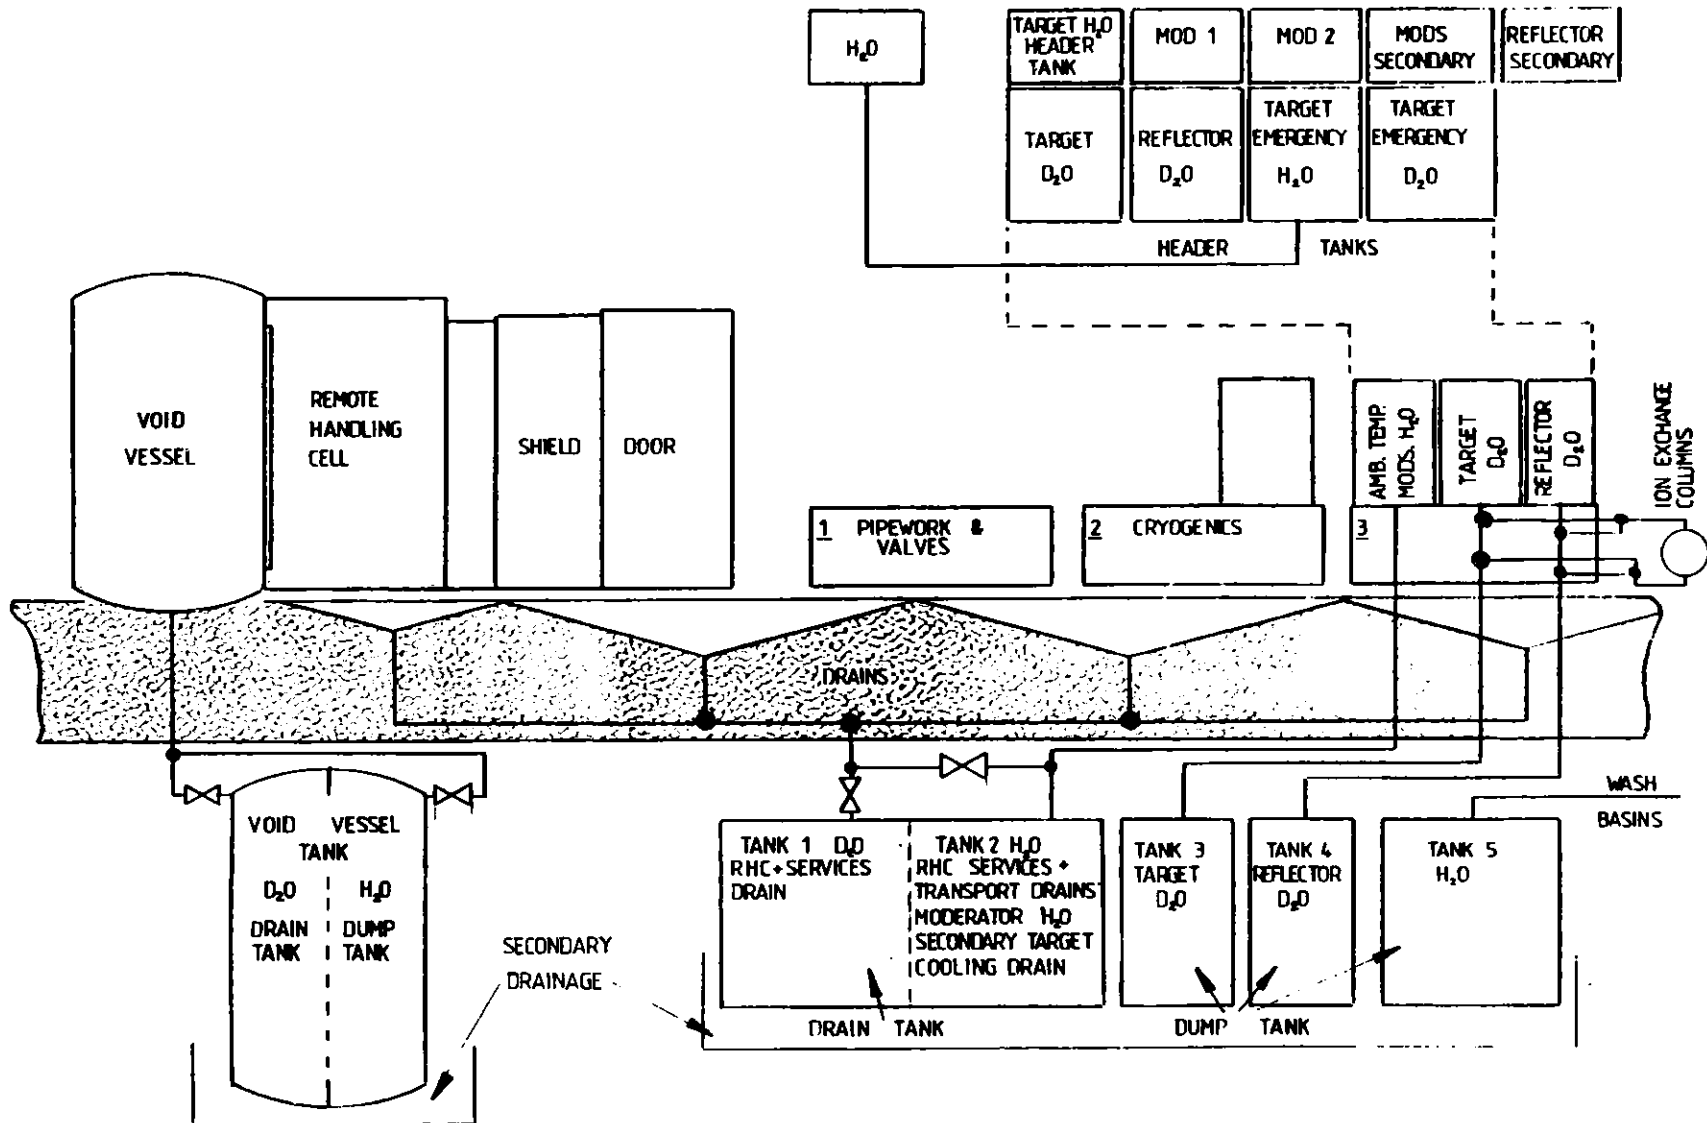 H₂O
TARGET H₂O
HEADER
TANK
MOD 1
MOD 2
MODS
SECONDARY
REFLECTOR
SECONDARY
TARGET
D₂O
REFLECTOR
D₂O
TARGET
EMERGENCY
H₂O
TARGET
EMERGENCY
D₂O
HEADER TANKS
VOID
VESSEL
REMOTE
HANDLING
CELL
SHIELD
DOOR
1 PIPEWORK &
VALVES
2 CRYOGENICS
3
AMB. TEMP.
MODS. H₂O
TARGET
D₂O
REFLECTOR
D₂O
ION EXCHANGE
COLUMNS
DRAINS
WASH
BASINS
VOID VESSEL
TANK
D₂O
DRAIN
TANK
H₂O
DUMP
TANK
SECONDARY
DRAINAGE
TANK 1 D₂O
RHC+SERVICES
DRAIN
TANK 2 H₂O
RHC SERVICES +
TRANSPORT DRAINS
MODERATOR H₂O
SECONDARY TARGET
COOLING DRAIN
TANK 3
TARGET
D₂O
TANK 4
REFLECTOR
D₂O
TANK 5
H₂O
DRAIN TANK
DUMP TANK